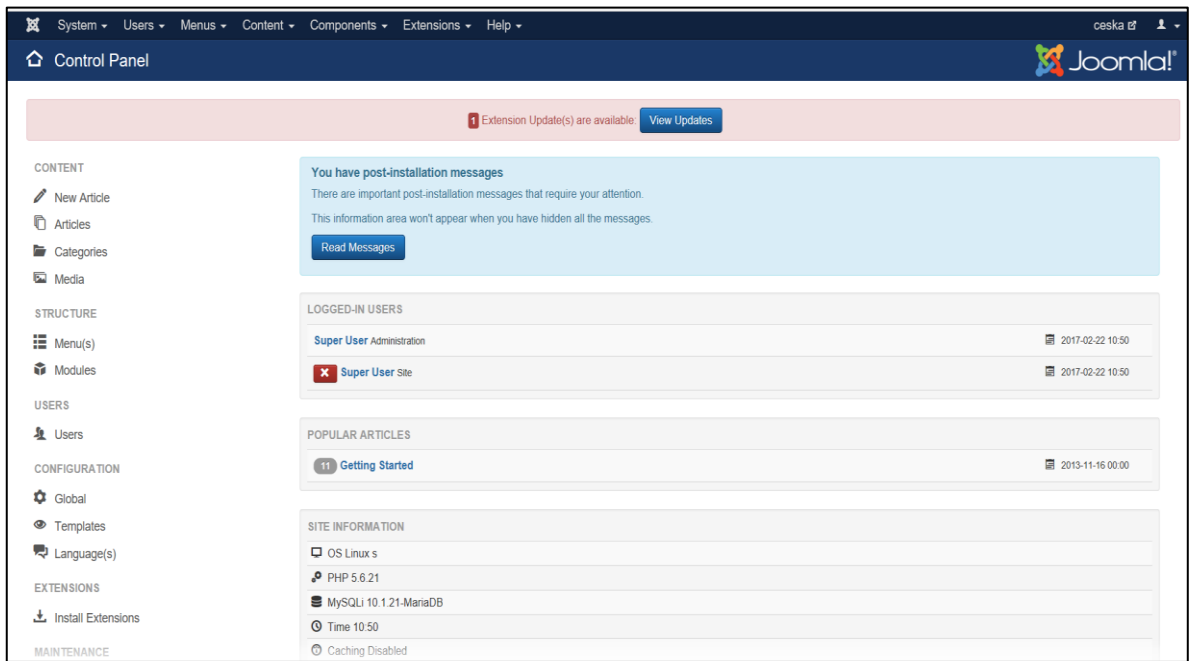 System Users Menus Content Components Extensions Help ceska
Control Panel Joomla!®
1 Extension Update(s) are available: View Updates
CONTENT
New Article
Articles
Categories
Media
STRUCTURE
Menu(s)
Modules
USERS
Users
CONFIGURATION
Global
Templates
Language(s)
EXTENSIONS
Install Extensions
MAINTENANCE
You have post-installation messages
There are important post-installation messages that require your attention.
This information area won't appear when you have hidden all the messages.
Read Messages
LOGGED-IN USERS
Super User Administration 2017-02-22 10:50
Super User Site 2017-02-22 10:50
POPULAR ARTICLES
11 Getting Started 2013-11-16 00:00
SITE INFORMATION
OS Linux s
PHP 5.6.21
MySQLi 10.1.21-MariaDB
Time 10:50
Caching Disabled